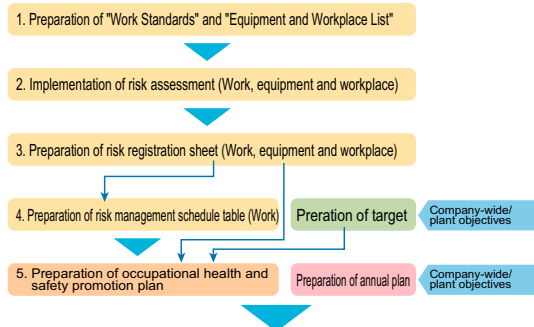 1. Preparation of "Work Standards" and "Equipment and Workplace List"
2. Implementation of risk assessment (Work, equipment and workplace)
3. Preparation of risk registration sheet (Work, equipment and workplace)
4. Preparation of risk management schedule table (Work)
Preration of target
Company-wide/
plant objectives
5. Preparation of occupational health and
safety promotion plan
Preparation of annual plan
Company-wide/
plant objectives